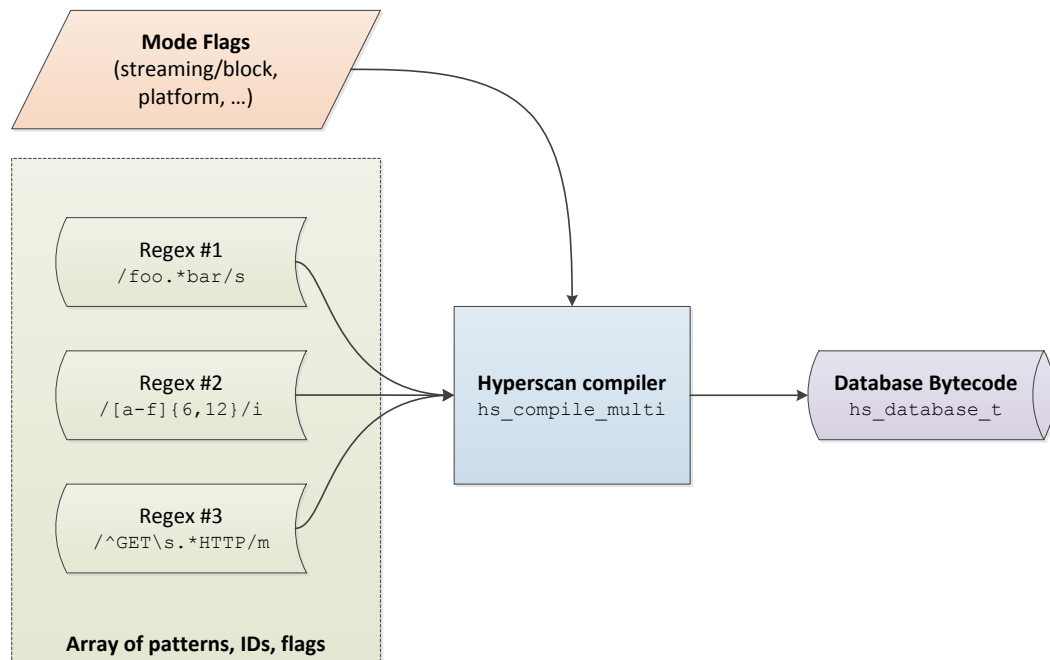 Mode Flags
(streaming/block,
platform, …)
Regex #1
/foo.*bar/s
Regex #2
/[a-f]{6,12}/i
Regex #3
/^GET\s.*HTTP/m
Array of patterns, IDs, flags
Hyperscan compiler
hs_compile_multi
Database Bytecode
hs_database_t